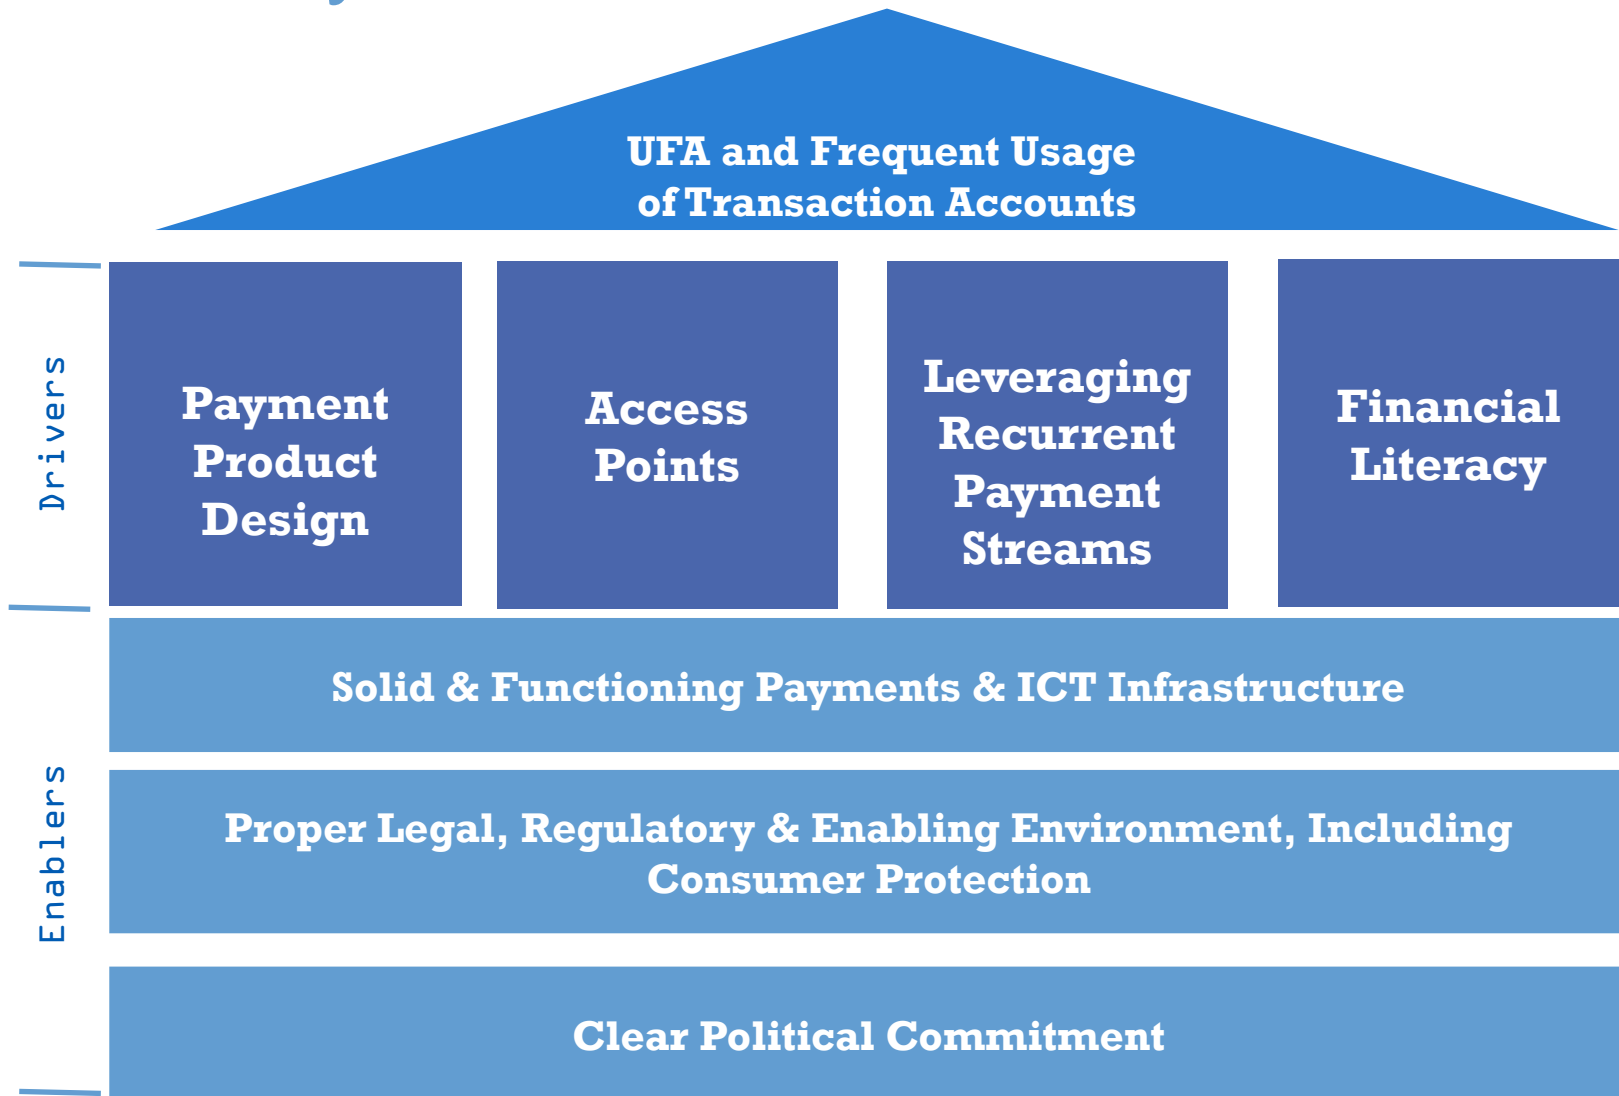 UFA and Frequent Usage
of Transaction Accounts
Drivers
Payment
Product
Design
Access
Points
Leveraging
Recurrent
Payment
Streams
Financial
Literacy
Enablers
Solid & Functioning Payments & ICT Infrastructure
Proper Legal, Regulatory & Enabling Environment, Including
Consumer Protection
Clear Political Commitment